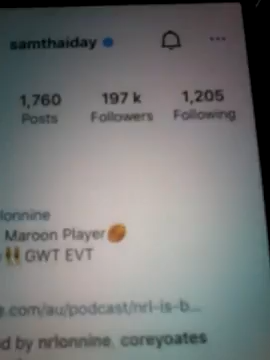 samthaiday
1,760 197 k 1,205
Posts Followers Following
lonnine
Maroon Player
GWT EVT
.com/au/podcast/nrl-is-b...
d by nrlonnine, coreyoates